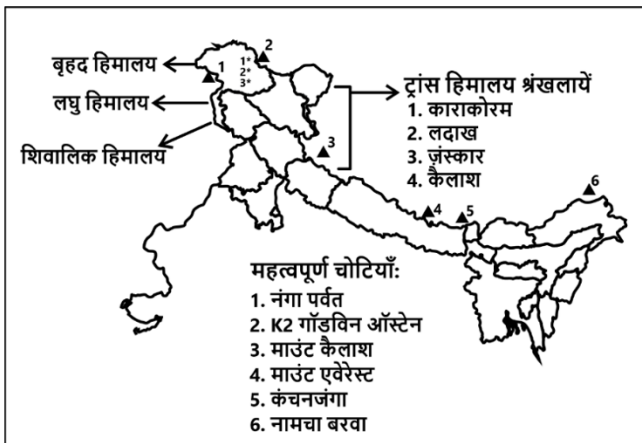 बृहद हिमालय
लघु हिमालय
शिवालिक हिमालय
1
1*
2*
3*
2
ट्रांस हिमालय श्रंखलायें
1. काराकोरम
2. लदाख
3. ज़ंस्कार
4. कैलाश
3
4
5
6
महत्वपूर्ण चोटियाँ:
1. नंगा पर्वत
2. K2 गॉडविन ऑस्टेन
3. माउंट कैलाश
4. माउंट एवेरेस्ट
5. कंचनजंगा
6. नामचा बरवा